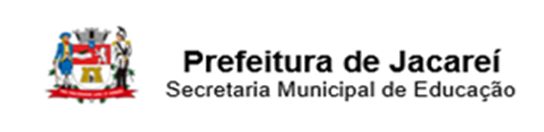 Prefeitura de Jacareí
Secretaria Municipal de Educação